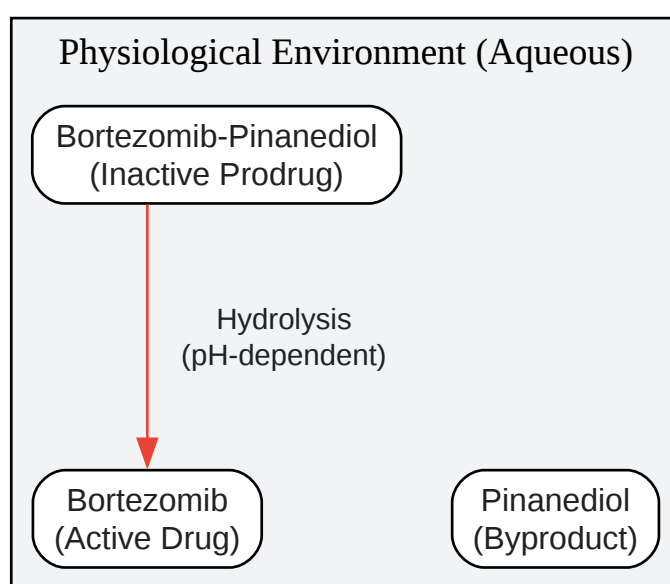 Physiological Environment (Aqueous)
Bortezomib-Pinanediol
(Inactive Prodrug)
Hydrolysis
(pH-dependent)
Bortezomib
(Active Drug)
Pinanediol
(Byproduct)